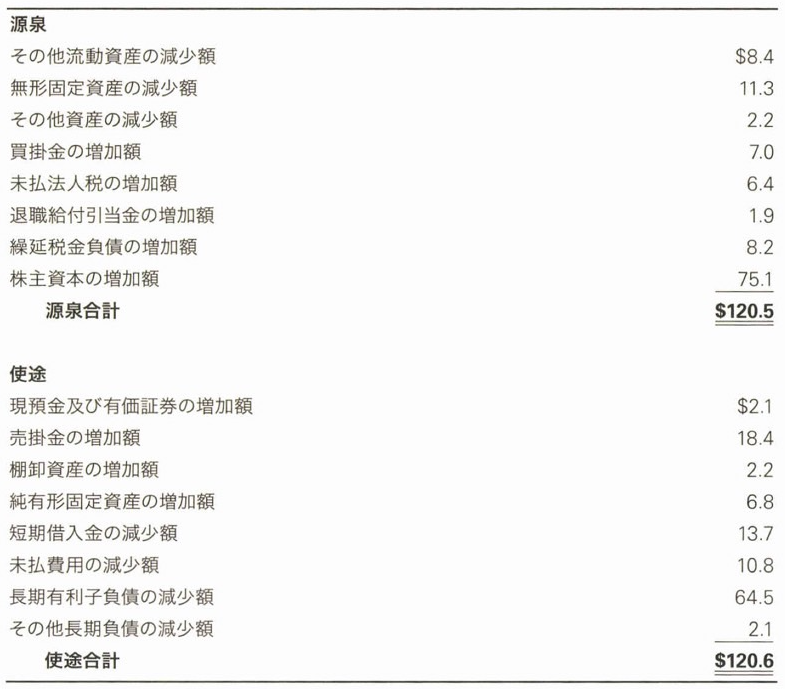 源泉
その他流動資産の減少額 $8.4
無形固定資産の減少額 11.3
その他資産の減少額 2.2
買掛金の増加額 7.0
未払法人税の増加額 6.4
退職給付引当金の増加額 1.9
繰延税金負債の増加額 8.2
株主資本の増加額 75.1
源泉合計 $120.5
使途
現預金及び有価証券の増加額 $2.1
売掛金の増加額 18.4
棚卸資産の増加額 2.2
純有形固定資産の増加額 6.8
短期借入金の減少額 13.7
未払費用の減少額 10.8
長期有利子負債の減少額 64.5
その他長期負債の減少額 2.1
使途合計 $120.6